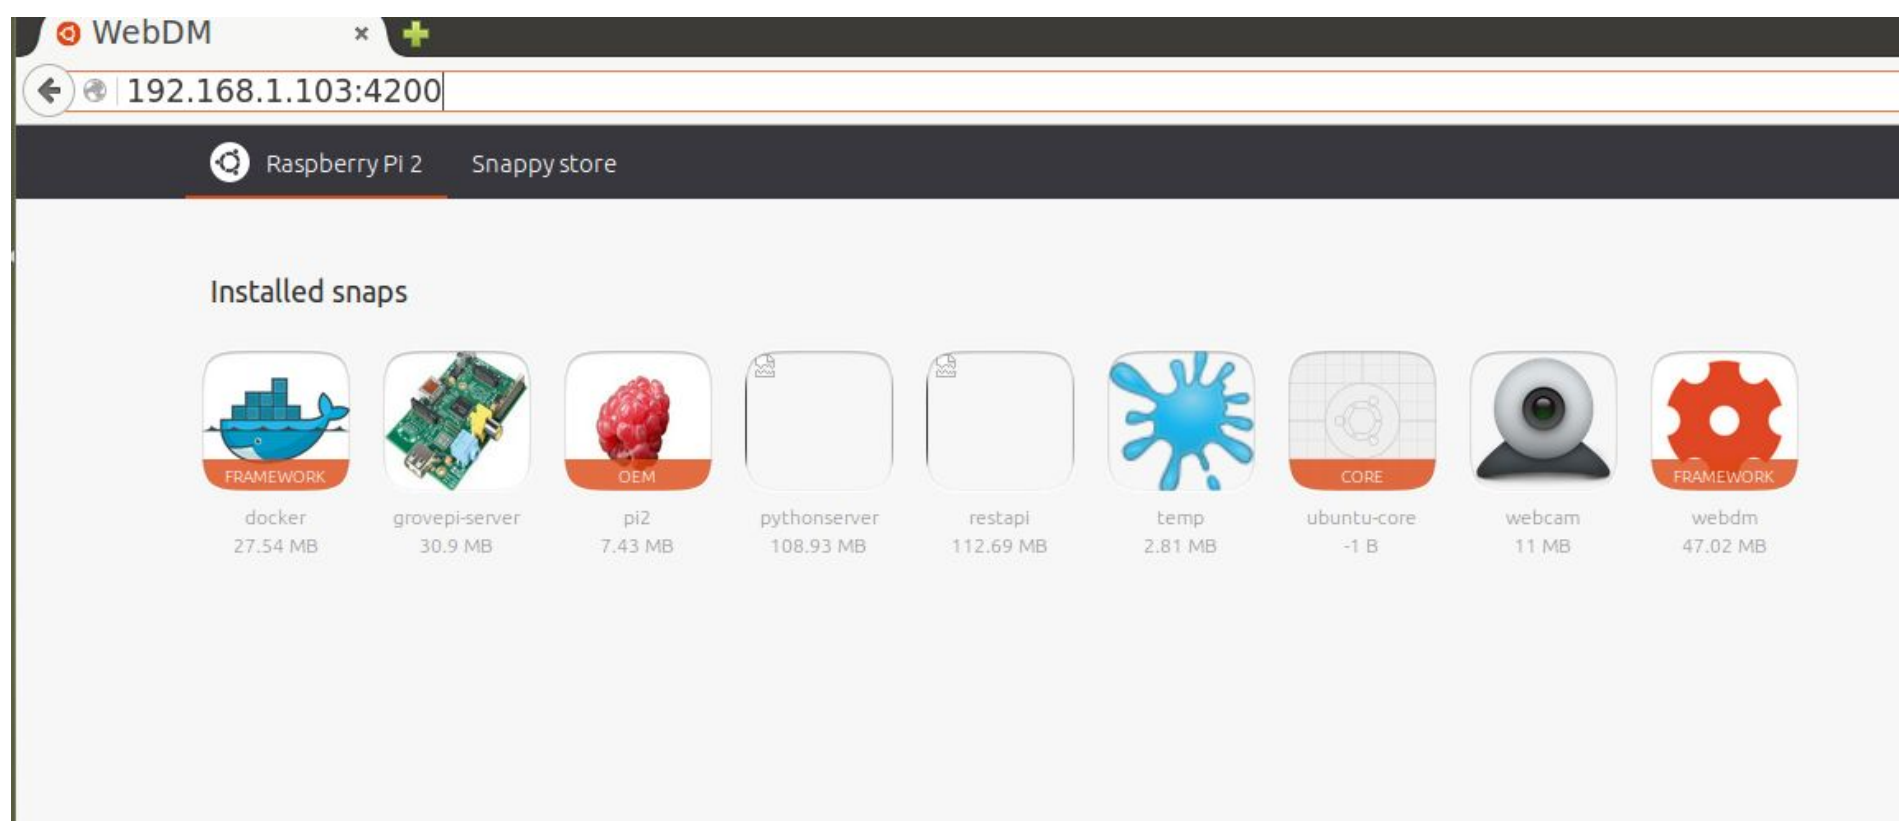 WebDM
192.168.1.103:4200
Raspberry Pi 2 Snappy store
Installed snaps
FRAMEWORK OEM CORE FRAMEWORK
docker grovepi-server pi2 pythonserver restapi temp ubuntu-core webcam webdm
27.54 MB 30.9 MB 7.43 MB 108.93 MB 112.69 MB 2.81 MB -1 B 11 MB 47.02 MB